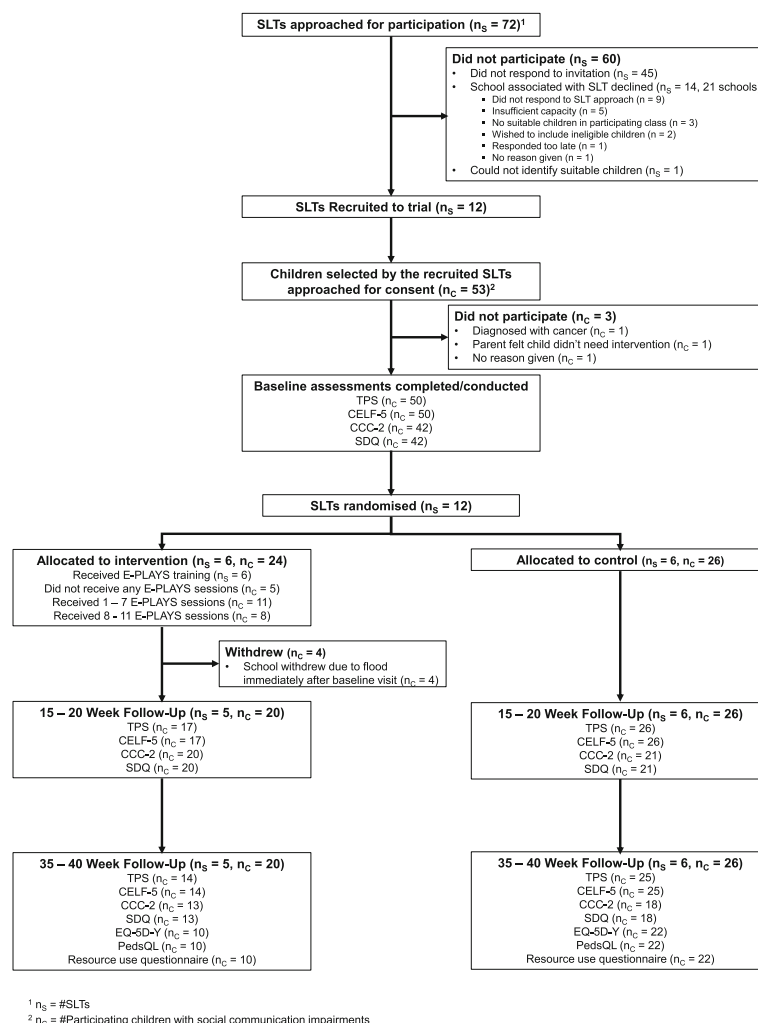 SLTs approached for participation (nS = 72)1
Did not participate (nS = 60)
• Did not respond to invitation (nS = 45)
• School associated with SLT declined (nS = 14, 21 schools
▪ Did not respond to SLT approach (n = 9)
▪ Insufficient capacity (n = 5)
▪ No suitable children in participating class (n = 3)
▪ Wished to include ineligible children (n = 2)
▪ Responded too late (n = 1)
▪ No reason given (n = 1)
• Could not identify suitable children (nS = 1)
SLTs Recruited to trial (nS = 12)
Children selected by the recruited SLTs
approached for consent (nC = 53)2
Did not participate (nC = 3)
• Diagnosed with cancer (nC = 1)
• Parent felt child didn't need intervention (nC = 1)
• No reason given (nC = 1)
Baseline assessments completed/conducted
TPS (nC = 50)
CELF-5 (nC = 50)
CCC-2 (nC = 42)
SDQ (nC = 42)
SLTs randomised (nS = 12)
Allocated to intervention (nS = 6, nC = 24)
Received E-PLAYS training (nS = 6)
Did not receive any E-PLAYS sessions (nC = 5)
Received 1 – 7 E-PLAYS sessions (nC = 11)
Received 8 - 11 E-PLAYS sessions (nC = 8)
Allocated to control (nS = 6, nC = 26)
Withdrew (nC = 4)
• School withdrew due to flood
immediately after baseline visit (nC = 4)
15 – 20 Week Follow-Up (nS = 5, nC = 20)
TPS (nC = 17)
CELF-5 (nC = 17)
CCC-2 (nC = 20)
SDQ (nC = 20)
15 – 20 Week Follow-Up (nS = 6, nC = 26)
TPS (nC = 26)
CELF-5 (nC = 26)
CCC-2 (nC = 21)
SDQ (nC = 21)
35 – 40 Week Follow-Up (nS = 5, nC = 20)
TPS (nC = 14)
CELF-5 (nC = 14)
CCC-2 (nC = 13)
SDQ (nC = 13)
EQ-5D-Y (nC = 10)
PedsQL (nC = 10)
Resource use questionnaire (nC = 10)
35 – 40 Week Follow-Up (nS = 6, nC = 26)
TPS (nC = 25)
CELF-5 (nC = 25)
CCC-2 (nC = 18)
SDQ (nC = 18)
EQ-5D-Y (nC = 22)
PedsQL (nC = 22)
Resource use questionnaire (nC = 22)
1 nS = #SLTs
2 nC = #Participating children with social communication impairments